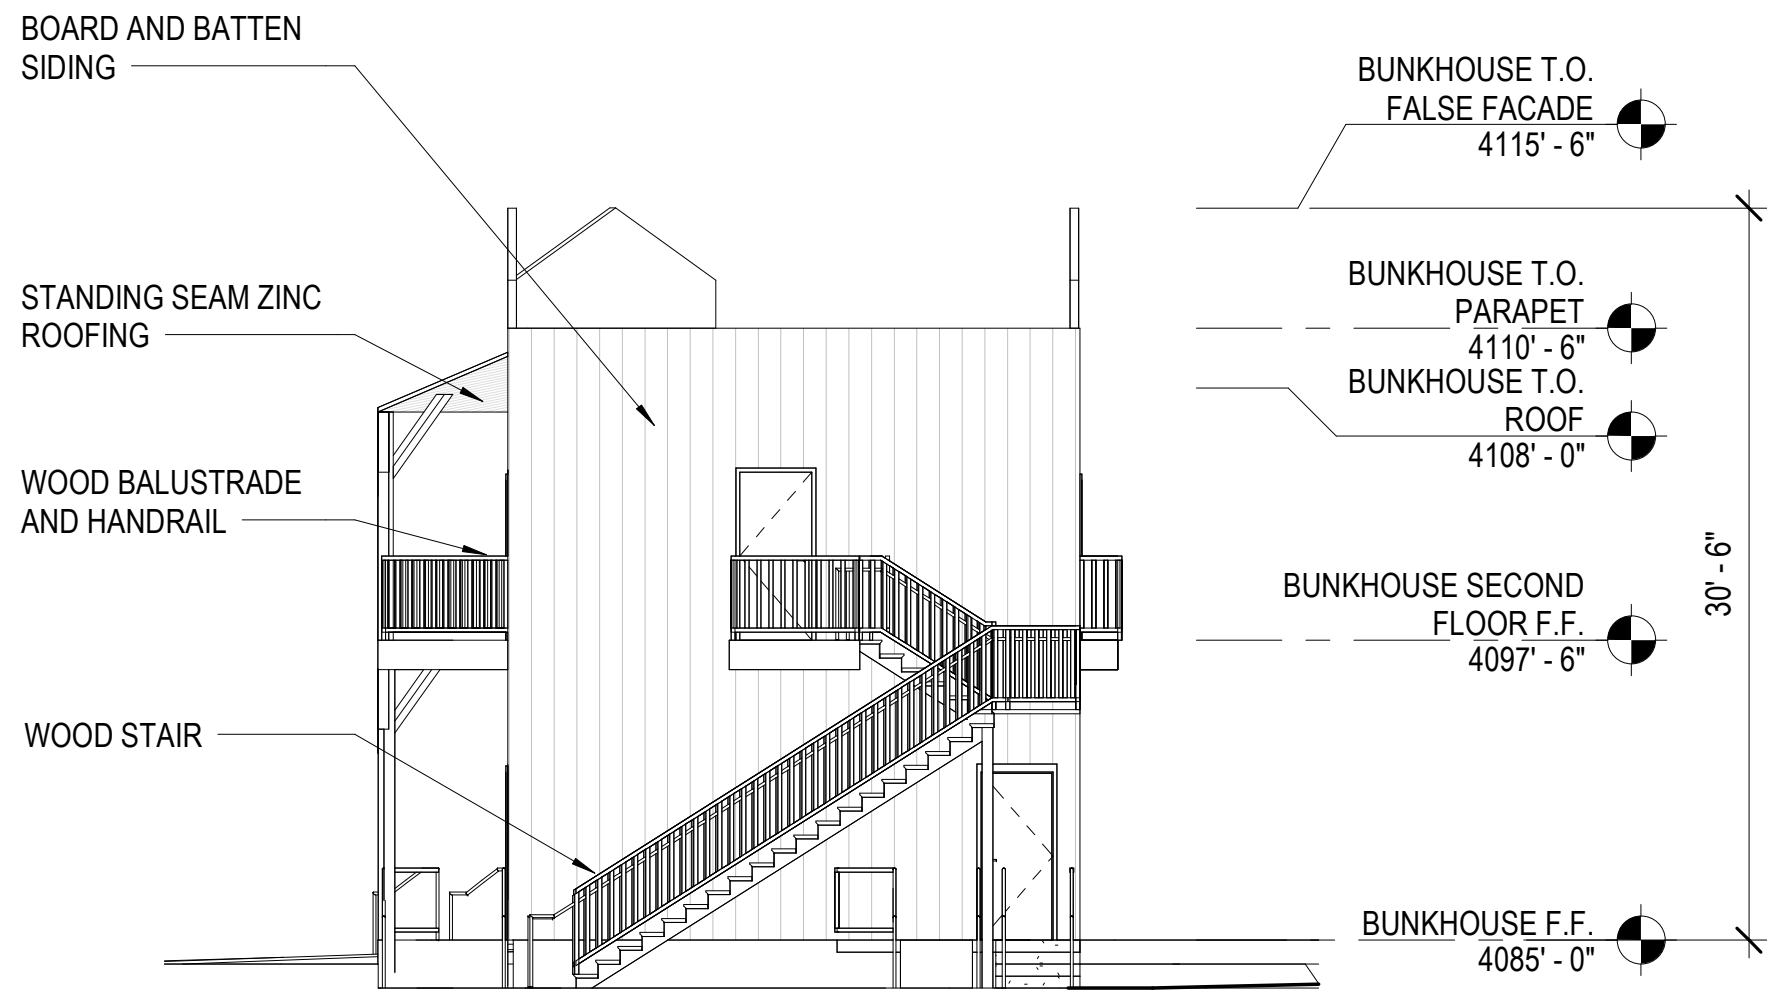 BOARD AND BATTEN
SIDING
STANDING SEAM ZINC
ROOFING
WOOD BALUSTRADE
AND HANDRAIL
WOOD STAIR
BUNKHOUSE T.O.
FALSE FACADE
4115' - 6"
BUNKHOUSE T.O.
PARAPET
4110' - 6"
BUNKHOUSE T.O.
ROOF
4108' - 0"
BUNKHOUSE SECOND
FLOOR F.F.
4097' - 6"
BUNKHOUSE F.F.
4085' - 0"
30' - 6"